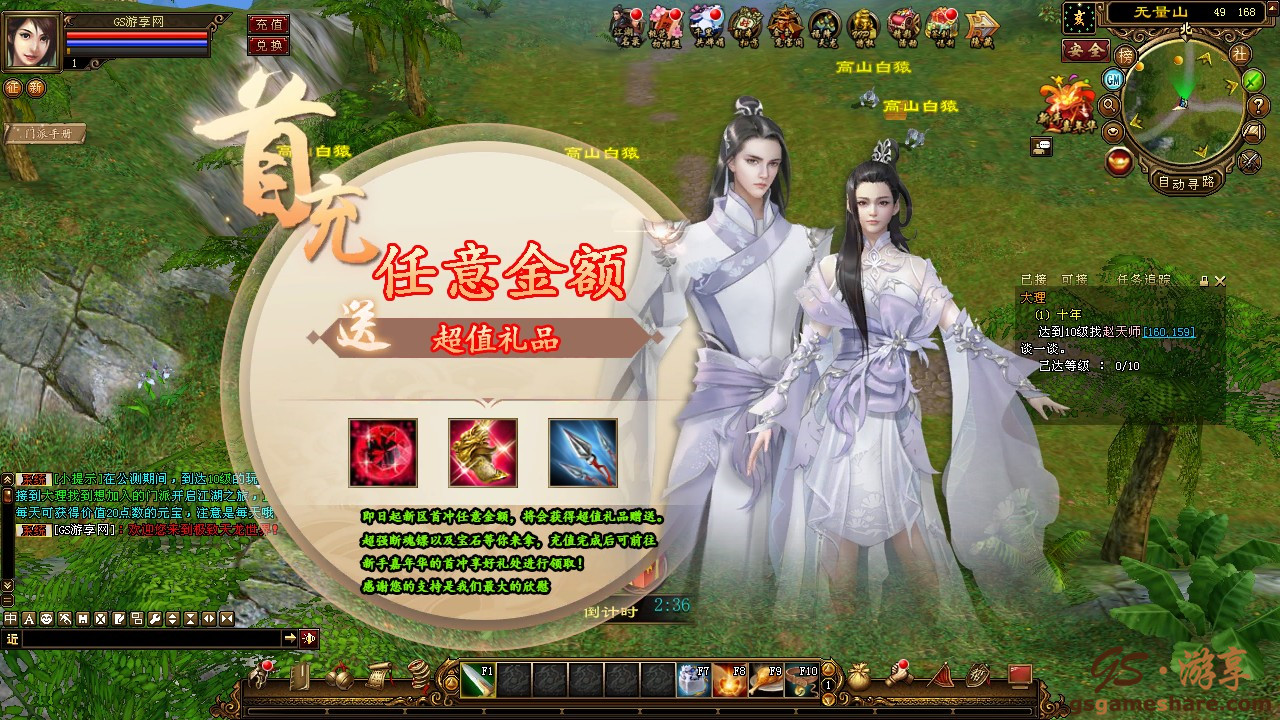 GS游享网
充值
兑换
1
征
新
门派手册
无量山 49 168
北
亥
安全
榜
社
GM
?
自动寻路
高山白猿
高山白猿
高山白猿
高山白猿
首充
任意金额
送
超值礼品
即日起新区首冲任意金额，将会获得超值礼品赠送。
超强断魂镖以及宝石等你来拿，充值完成后可前往
新手嘉年华的首冲享好礼处进行领取！
感谢您的支持是我们最大的欣慰
倒计时 2:36
已接 可接 任务追踪
大理
(1) 十年
达到10级找赵天师[160,159]
谈一谈。
已达等级 : 0/10
系统 [小提示]在公测期间，到达10级的玩
接到大理找到想加入的门派开启江湖之旅，
每天可获得价值20点数的元宝，注意是每天哦
系统 [GS游享网]：欢迎您来到极致天龙世界!
近
F1
F7
F8
F9
F10
1
GS·游享
gsgameshare.com